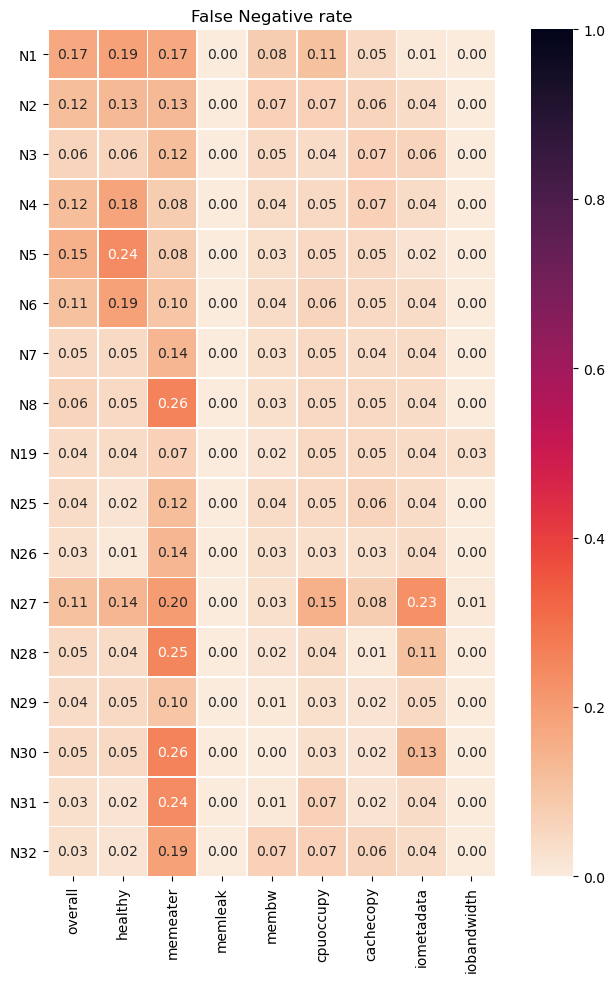 False Negative rate
N1 0.17 0.19 0.17 0.00 0.08 0.11 0.05 0.01 0.00
N2 0.12 0.13 0.13 0.00 0.07 0.07 0.06 0.04 0.00
N3 0.06 0.06 0.12 0.00 0.05 0.04 0.07 0.06 0.00
N4 0.12 0.18 0.08 0.00 0.04 0.05 0.07 0.04 0.00
N5 0.15 0.24 0.08 0.00 0.03 0.05 0.05 0.02 0.00
N6 0.11 0.19 0.10 0.00 0.04 0.06 0.05 0.04 0.00
N7 0.05 0.05 0.14 0.00 0.03 0.05 0.04 0.04 0.00
N8 0.06 0.05 0.26 0.00 0.03 0.05 0.05 0.04 0.00
N19 0.04 0.04 0.07 0.00 0.02 0.05 0.05 0.04 0.03
N25 0.04 0.02 0.12 0.00 0.04 0.05 0.06 0.04 0.00
N26 0.03 0.01 0.14 0.00 0.03 0.03 0.03 0.04 0.00
N27 0.11 0.14 0.20 0.00 0.03 0.15 0.08 0.23 0.01
N28 0.05 0.04 0.25 0.00 0.02 0.04 0.01 0.11 0.00
N29 0.04 0.05 0.10 0.00 0.01 0.03 0.02 0.05 0.00
N30 0.05 0.05 0.26 0.00 0.00 0.03 0.02 0.13 0.00
N31 0.03 0.02 0.24 0.00 0.01 0.07 0.02 0.04 0.00
N32 0.03 0.02 0.19 0.00 0.07 0.07 0.06 0.04 0.00
overall healthy memeater memleak membw cpuoccupy cachecopy iometadata iobandwidth
1.0
0.8
0.6
0.4
0.2
0.0